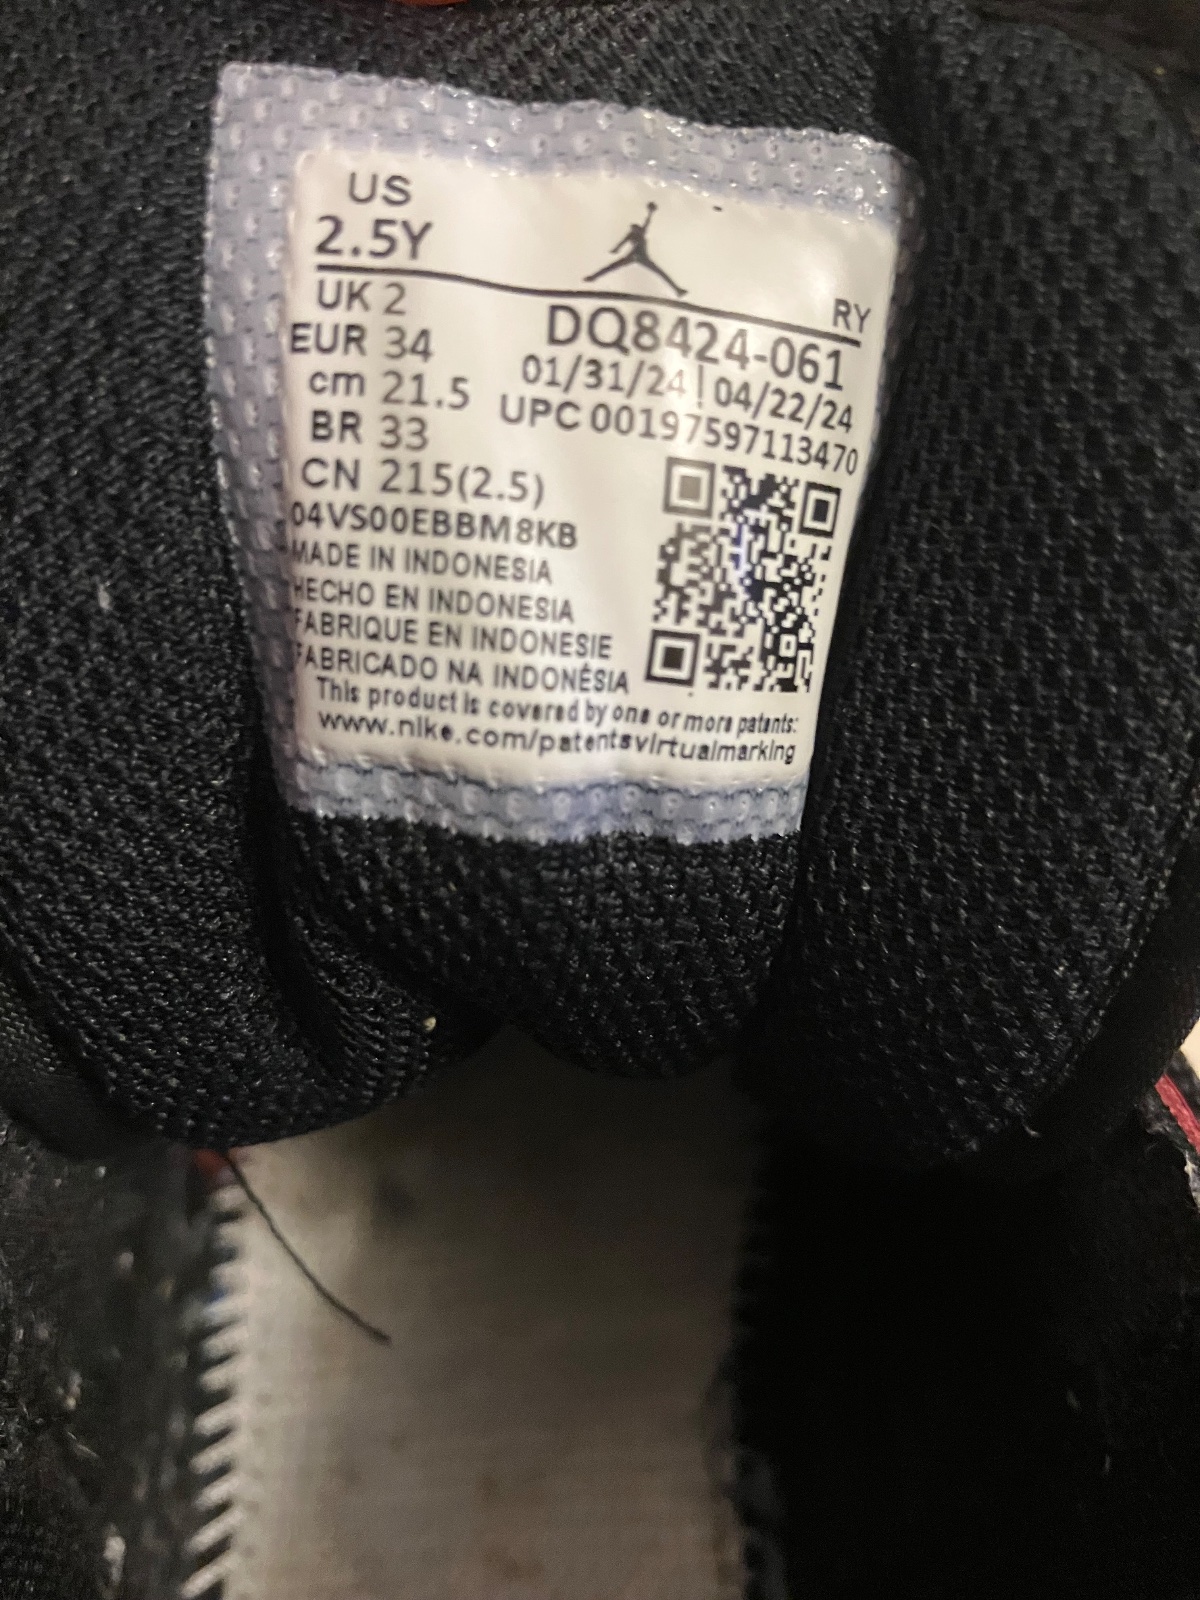 US
2.5Y
RY
UK 2
EUR 34
cm 21.5
BR 33
CN 215(2.5)
DQ8424-061
01/31/24 | 04/22/24
UPC 00197597113470
04VS00EBBM8KB
MADE IN INDONESIA
HECHO EN INDONESIA
FABRIQUE EN INDONESIE
FABRICADO NA INDONÉSIA
This product is covered by one or more patents:
www.nike.com/patentsvirtualmarking